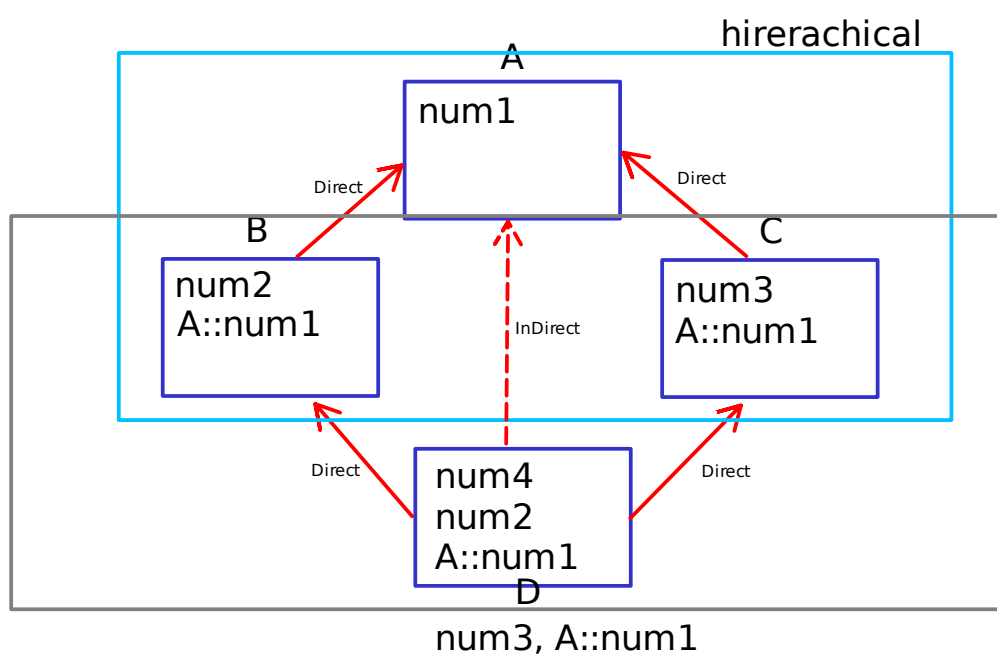 hirerachical
A
num1
Direct
Direct
B
C
num2
A::num1
num3
A::num1
InDirect
Direct
Direct
num4
num2
A::num1
D
num3, A::num1